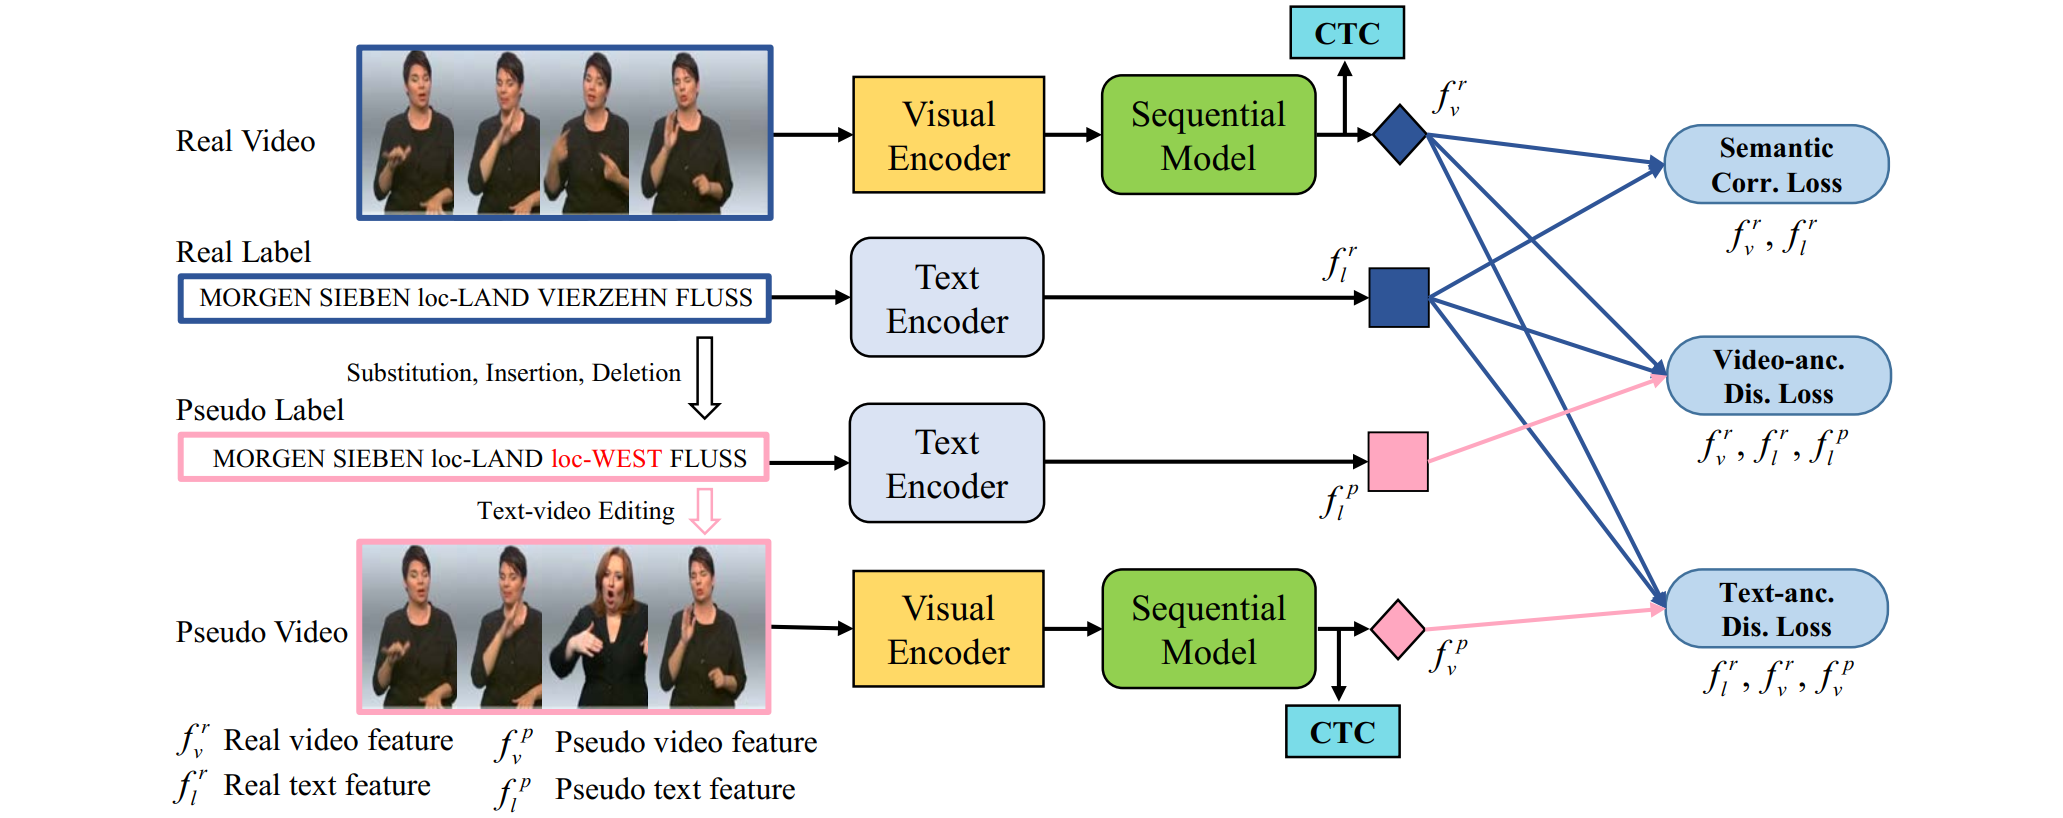 CTC
Real Video
Visual
Encoder
Sequential
Model
f_v^r
Semantic
Corr. Loss
f_v^r, f_l^r
Real Label
MORGEN SIEBEN loc-LAND VIERZEHN FLUSS
Text
Encoder
f_l^r
Substitution, Insertion, Deletion
Video-anc.
Dis. Loss
f_v^r, f_l^r, f_l^p
Pseudo Label
MORGEN SIEBEN loc-LAND loc-WEST FLUSS
Text
Encoder
f_l^p
Text-video Editing
Pseudo Video
Visual
Encoder
Sequential
Model
f_v^p
Text-anc.
Dis. Loss
f_l^r, f_v^r, f_v^p
CTC
f_v^r Real video feature
f_v^p Pseudo video feature
f_l^r Real text feature
f_l^p Pseudo text feature